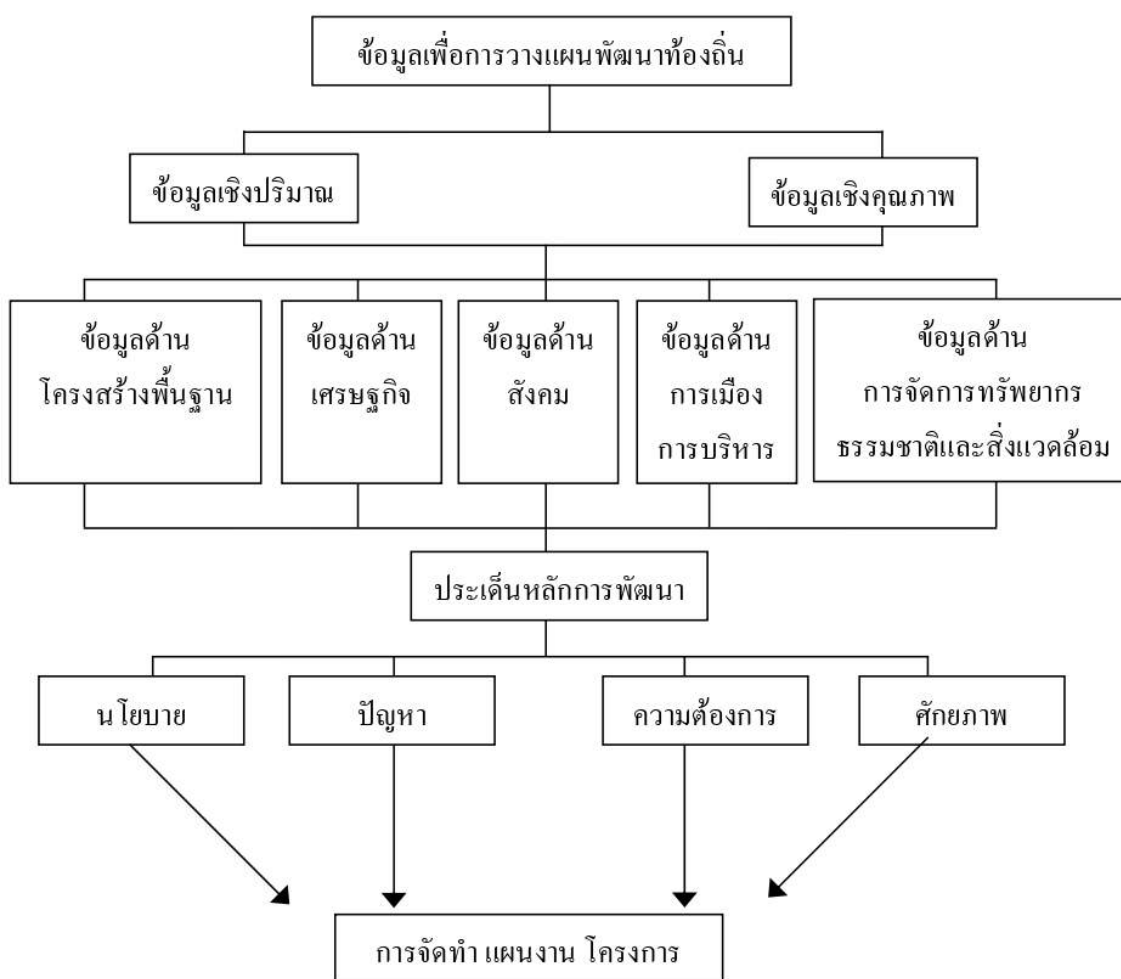 ข้อมูลเพื่อการวางแผนพัฒนาท้องถิ่น
ข้อมูลเชิงปริมาณ
ข้อมูลเชิงคุณภาพ
ข้อมูลด้าน
โครงสร้างพื้นฐาน
ข้อมูลด้าน
เศรษฐกิจ
ข้อมูลด้าน
สังคม
ข้อมูลด้าน
การเมือง
การบริหาร
ข้อมูลด้าน
การจัดการทรัพยากร
ธรรมชาติและสิ่งแวดล้อม
ประเด็นหลักการพัฒนา
นโยบาย
ปัญหา
ความต้องการ
ศักยภาพ
การจัดทำ แผนงาน โครงการ